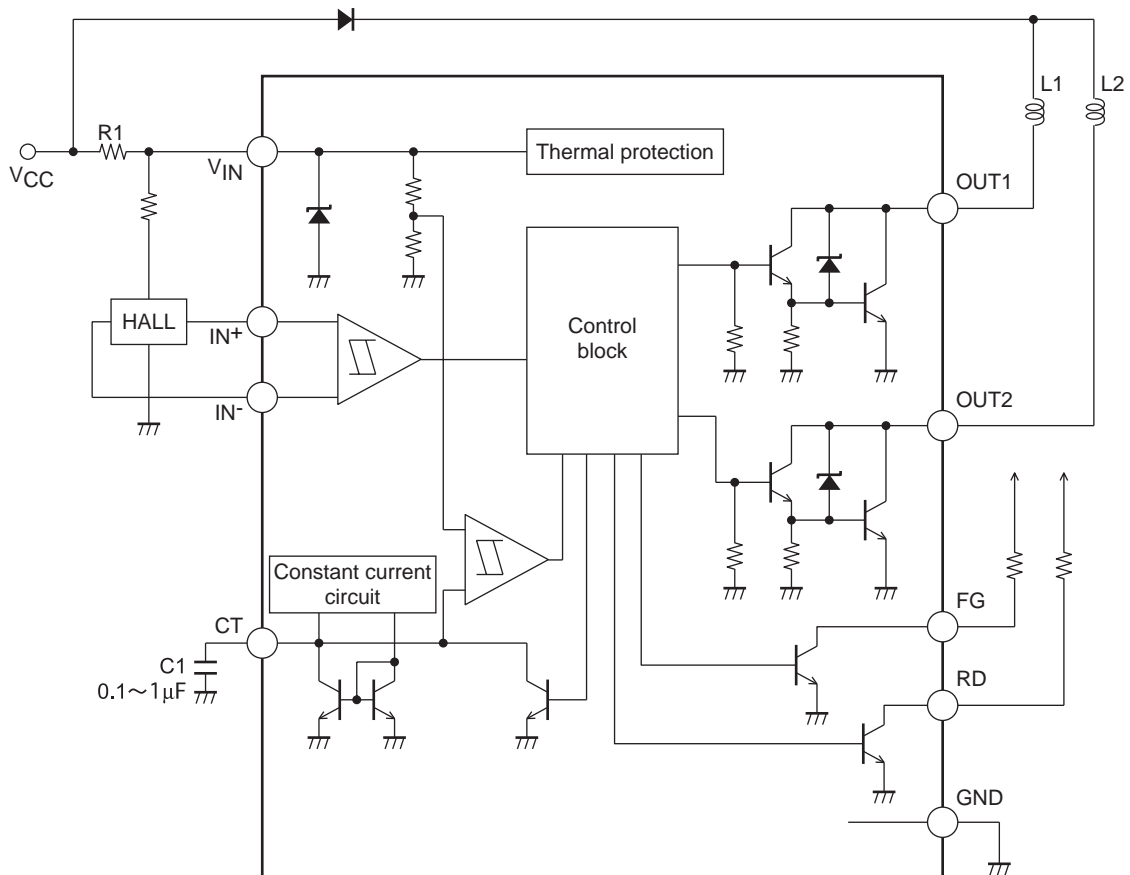 L1
L2
R1
VCC
VIN
Thermal protection
OUT1
HALL
IN+
IN-
Control
block
OUT2
Constant current
circuit
CT
C1
0.1～1μF
FG
RD
GND